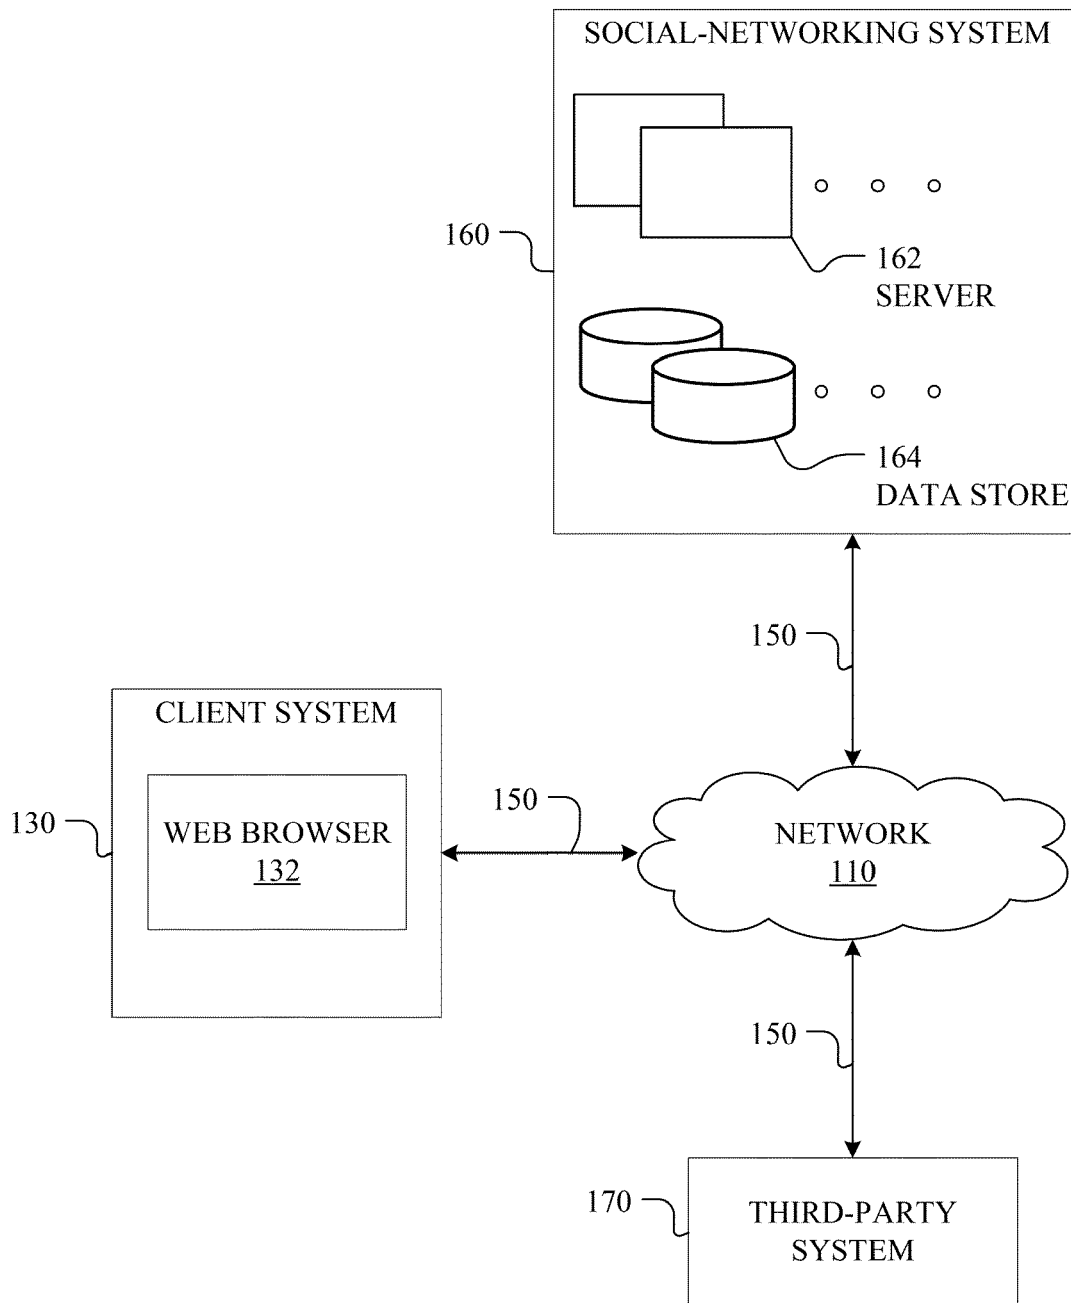 SOCIAL-NETWORKING SYSTEM
160
162
SERVER
164
DATA STORE
150
CLIENT SYSTEM
130
WEB BROWSER
132
150
NETWORK
110
150
170
THIRD-PARTY
SYSTEM